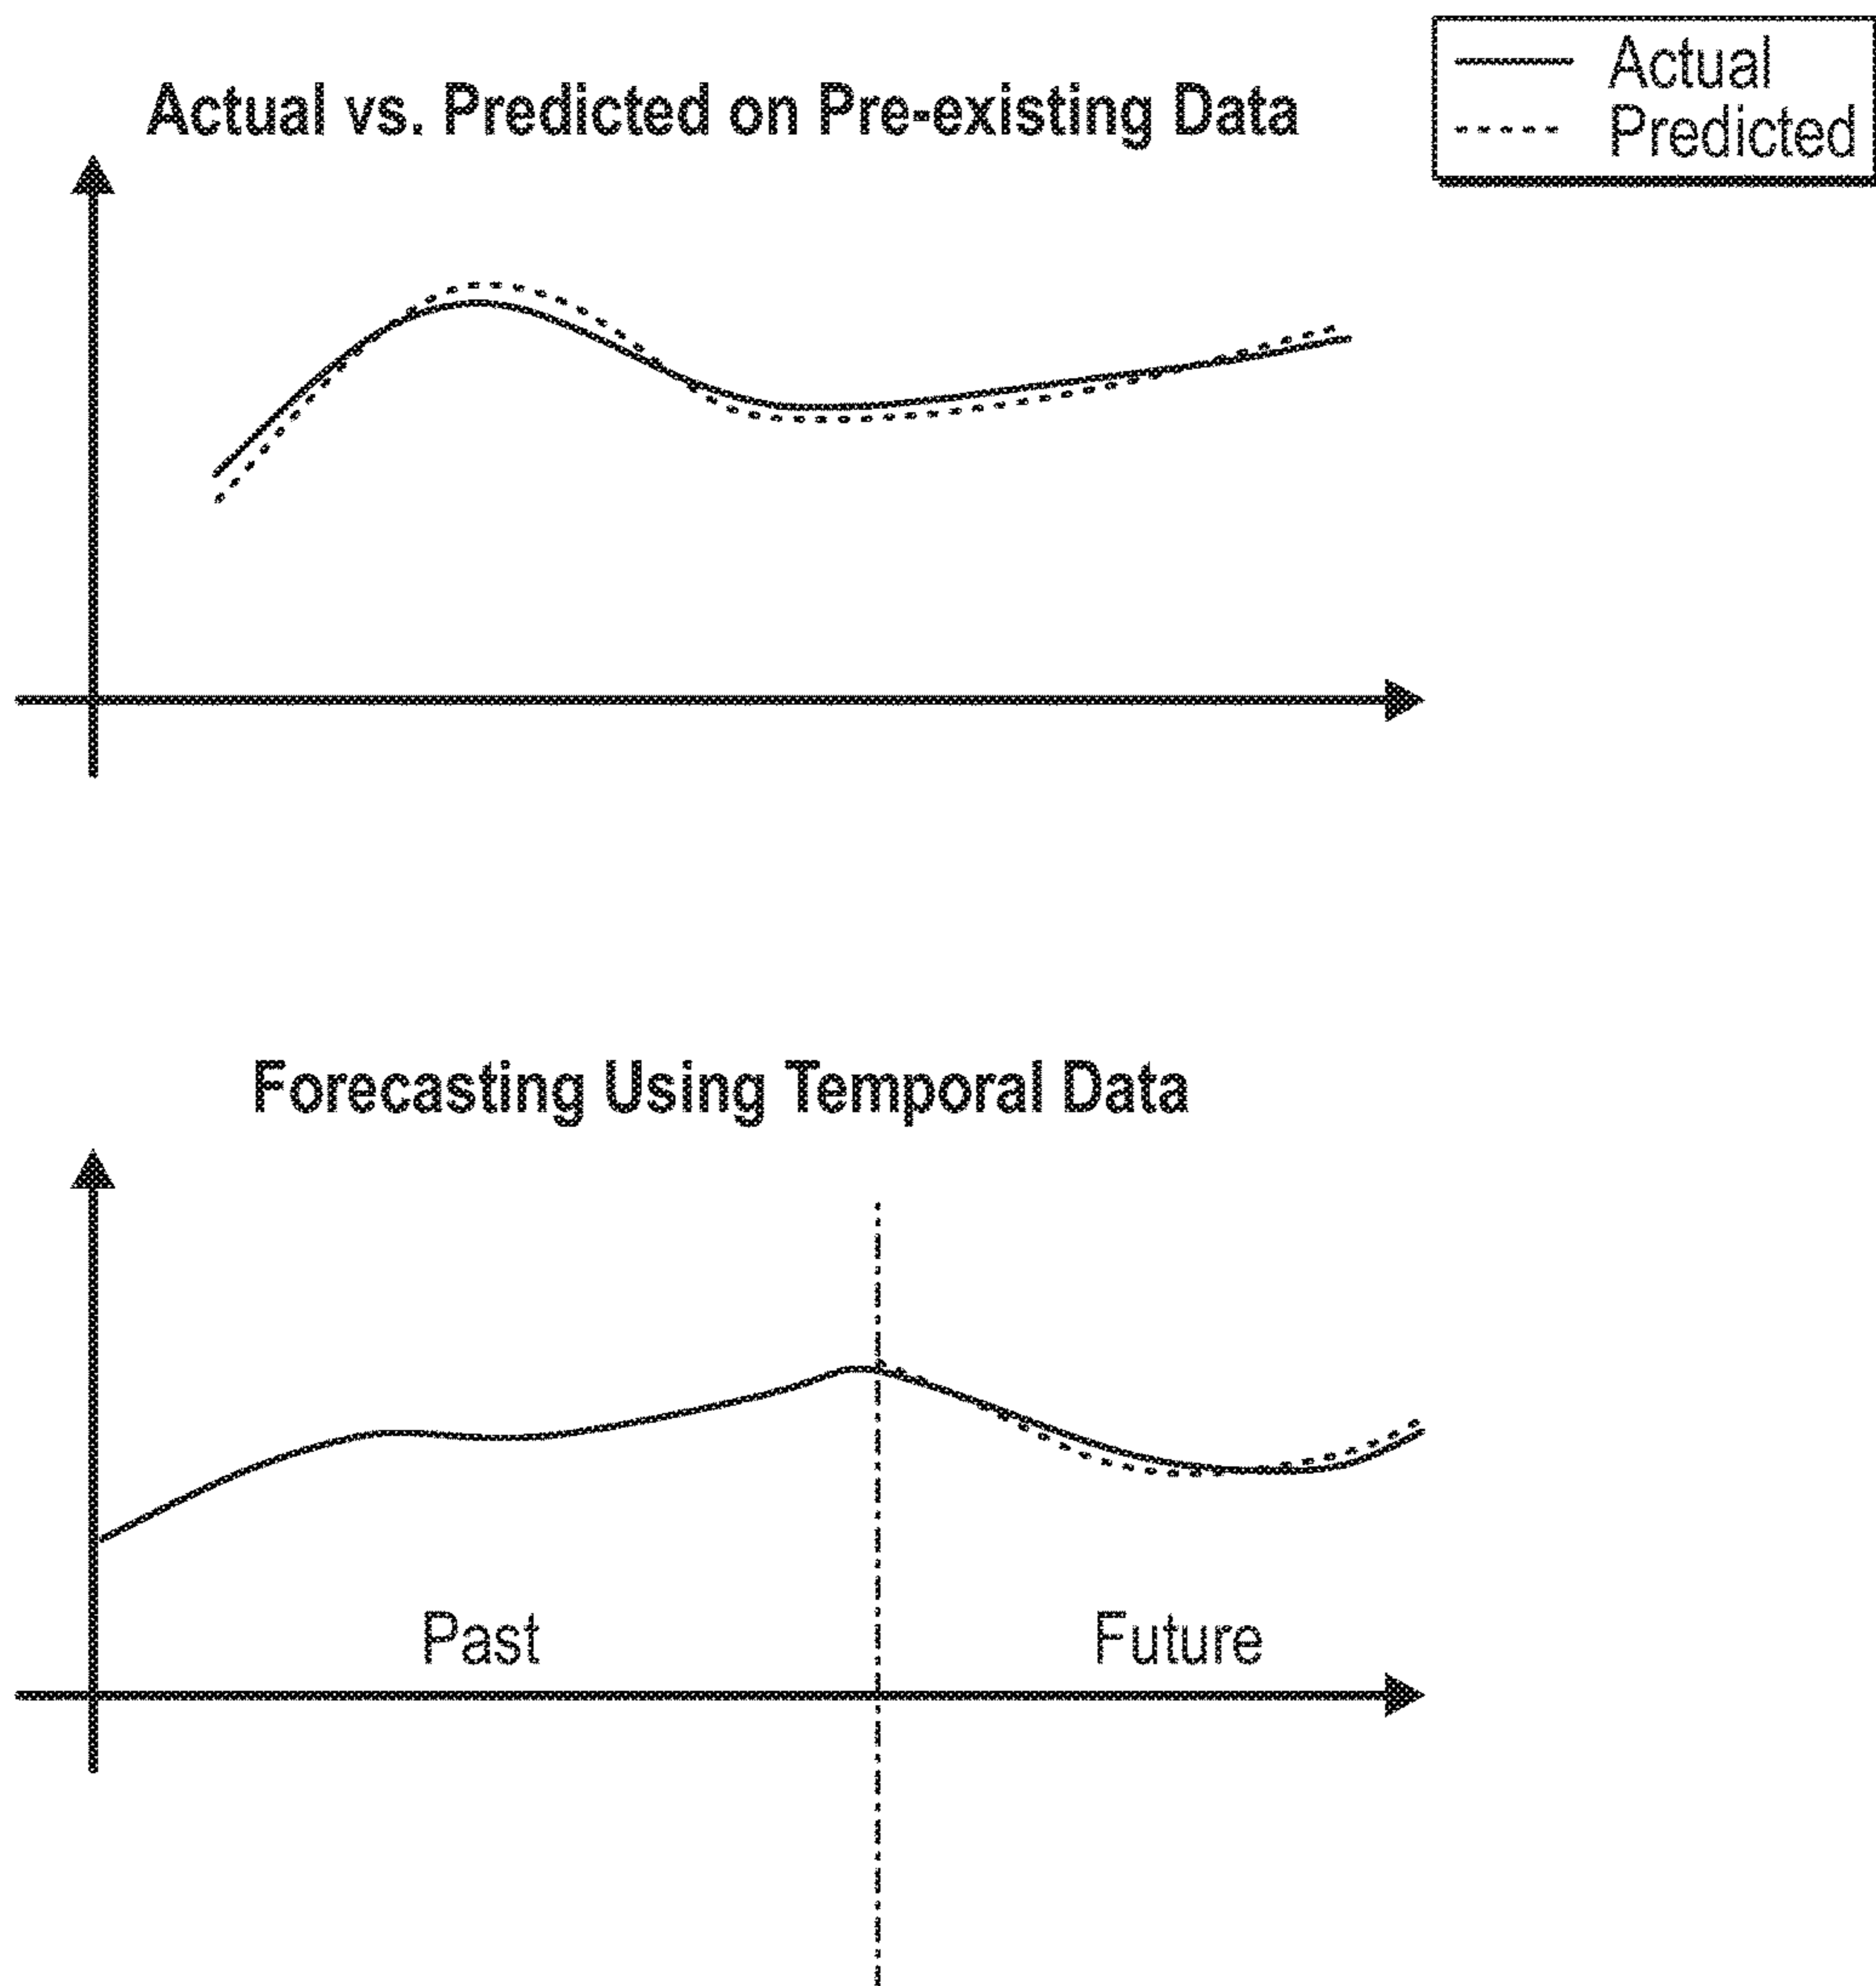 Actual vs. Predicted on Pre-existing Data
Actual
Predicted
Forecasting Using Temporal Data
Past
Future